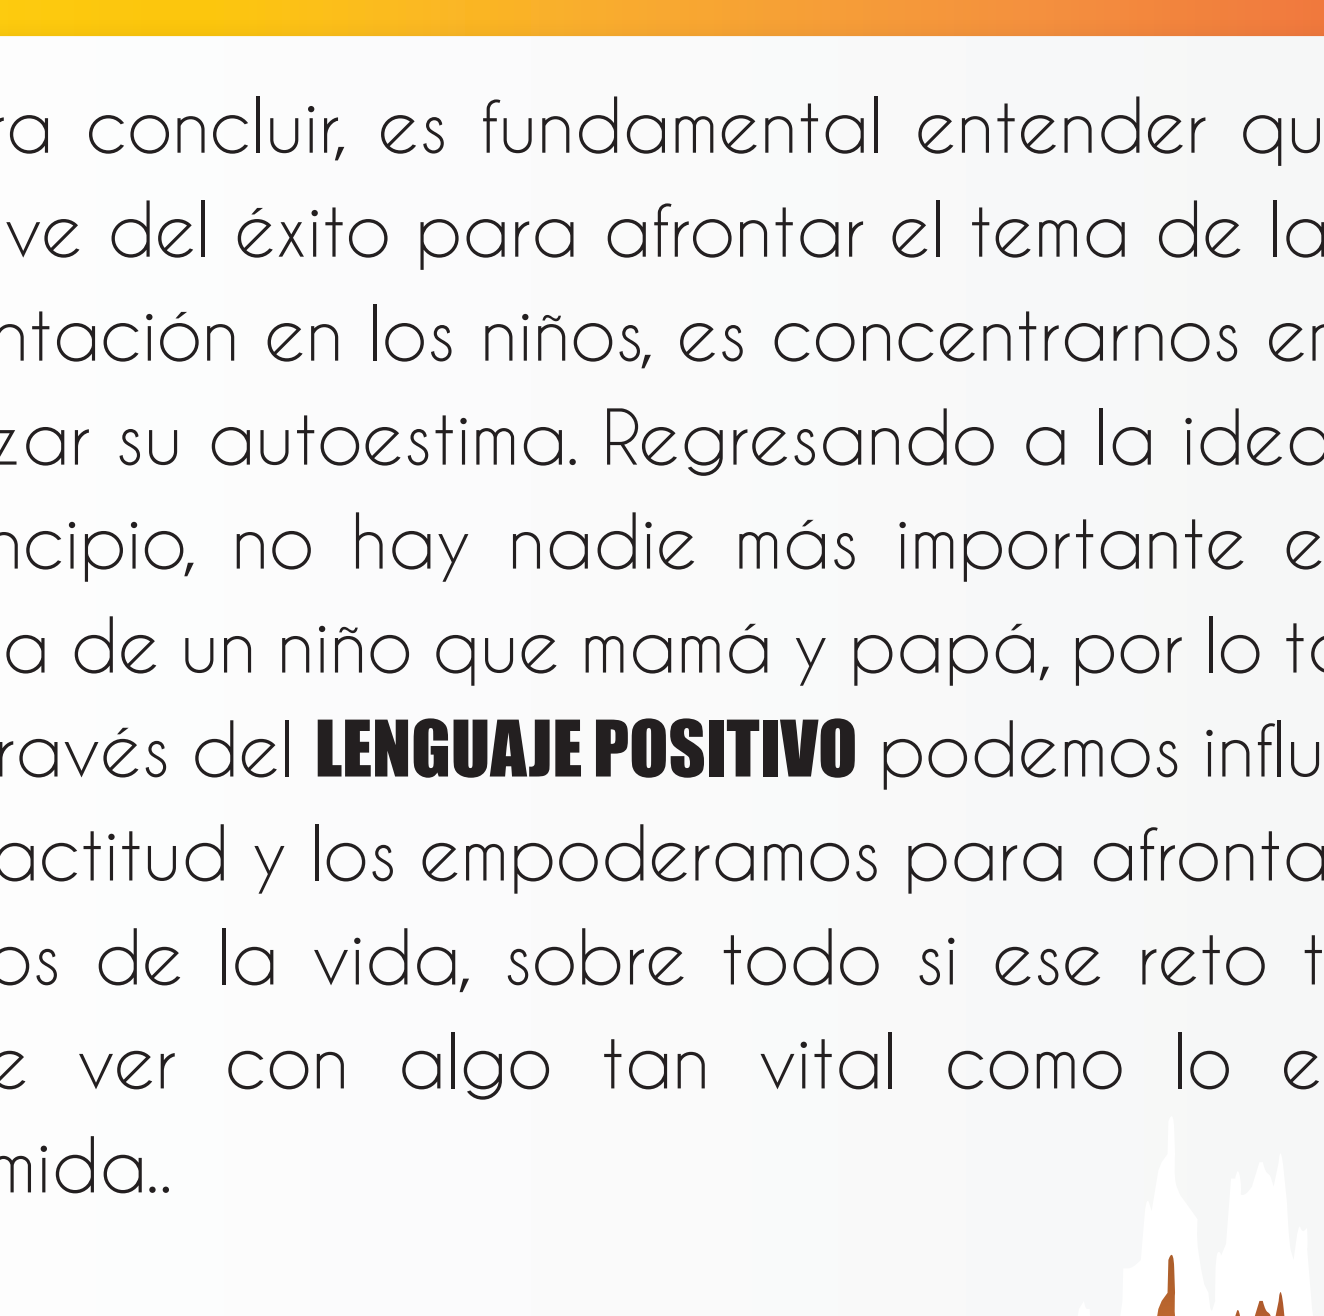 ra concluir, es fundamental entender qu
ve del éxito para afrontar el tema de la
ntación en los niños, es concentrarnos en
zar su autoestima. Regresando a la idea
ncipio, no hay nadie más importante e
a de un niño que mamá y papá, por lo ta
ravés del LENGUAJE POSITIVO podemos influ
actitud y los empoderamos para afronta
os de la vida, sobre todo si ese reto t
e ver con algo tan vital como lo e
mida..